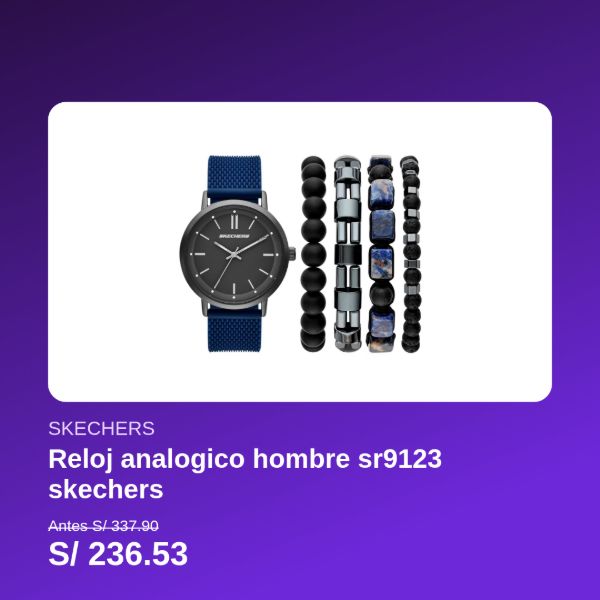 SKECHERS
SKECHERS
Reloj analogico hombre sr9123
skechers
Antes S/ 337.90
S/ 236.53